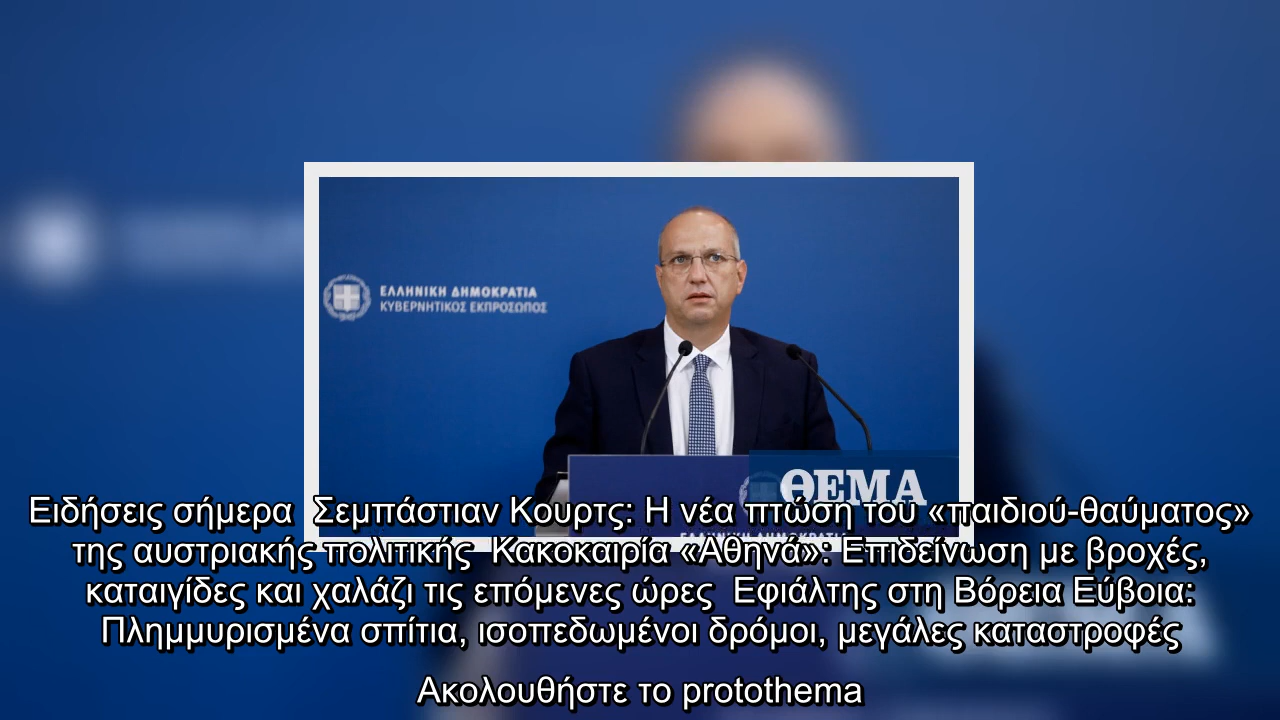 ΕΛΛΗΝΙΚΗ ΔΗΜΟΚΡΑΤΙΑ
ΚΥΒΕΡΝΗΤΙΚΟΣ ΕΚΠΡΟΣΩΠΟΣ
ΘΕΜΑ
Ειδήσεις σήμερα Σεμπάστιαν Κουρτς: Η νέα πτώση του «παιδιού-θαύματος»
της αυστριακής πολιτικής Κακοκαιρία «Αθηνά»: Επιδείνωση με βροχές,
καταιγίδες και χαλάζι τις επόμενες ώρες Εφιάλτης στη Βόρεια Εύβοια:
Πλημμυρισμένα σπίτια, ισοπεδωμένοι δρόμοι, μεγάλες καταστροφές
Ακολουθήστε το protothema